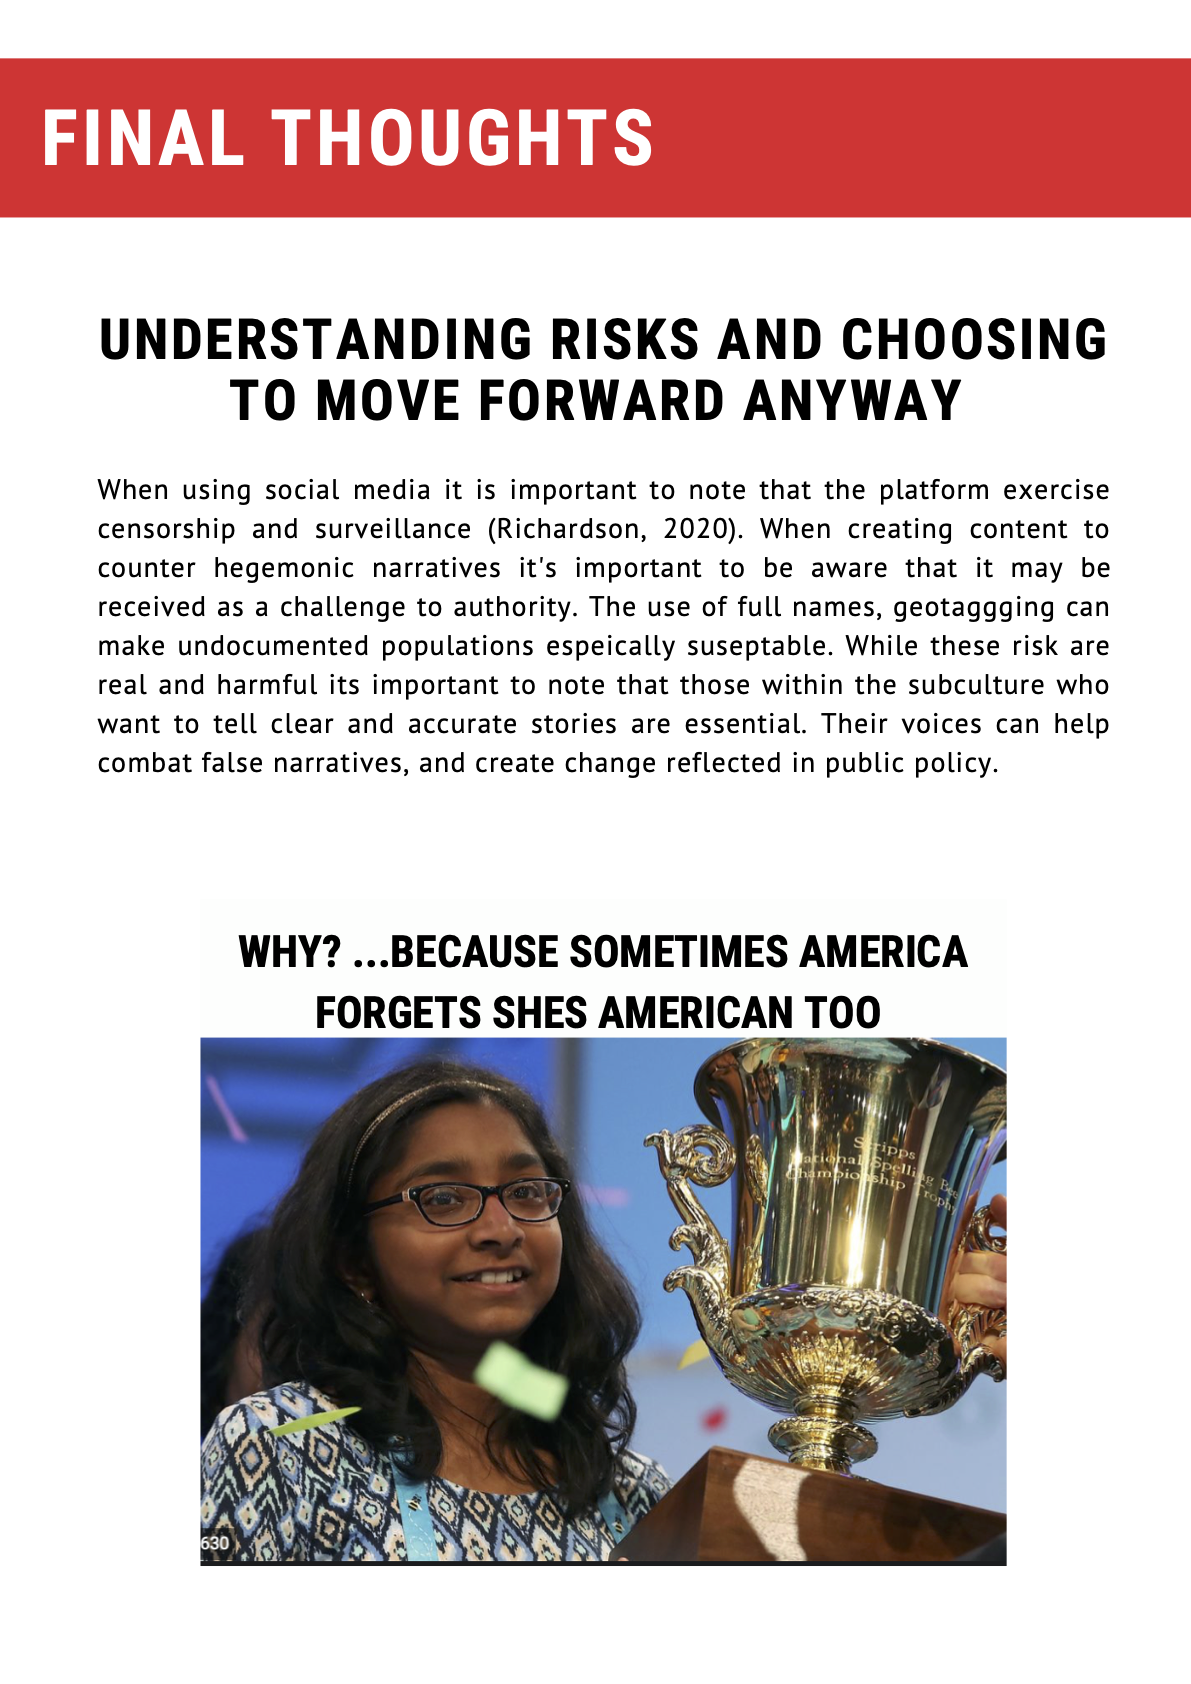 FINAL THOUGHTS
UNDERSTANDING RISKS AND CHOOSING
TO MOVE FORWARD ANYWAY
When using social media it is important to note that the platform exercise
censorship and surveillance (Richardson, 2020). When creating content to
counter hegemonic narratives it's important to be aware that it may be
received as a challenge to authority. The use of full names, geotaggging can
make undocumented populations espeically suseptable. While these risk are
real and harmful its important to note that those within the subculture who
want to tell clear and accurate stories are essential. Their voices can help
combat false narratives, and create change reflected in public policy.
WHY? ...BECAUSE SOMETIMES AMERICA
FORGETS SHES AMERICAN TOO
Scripps
National Spelling Bee
Championship Trophy
630